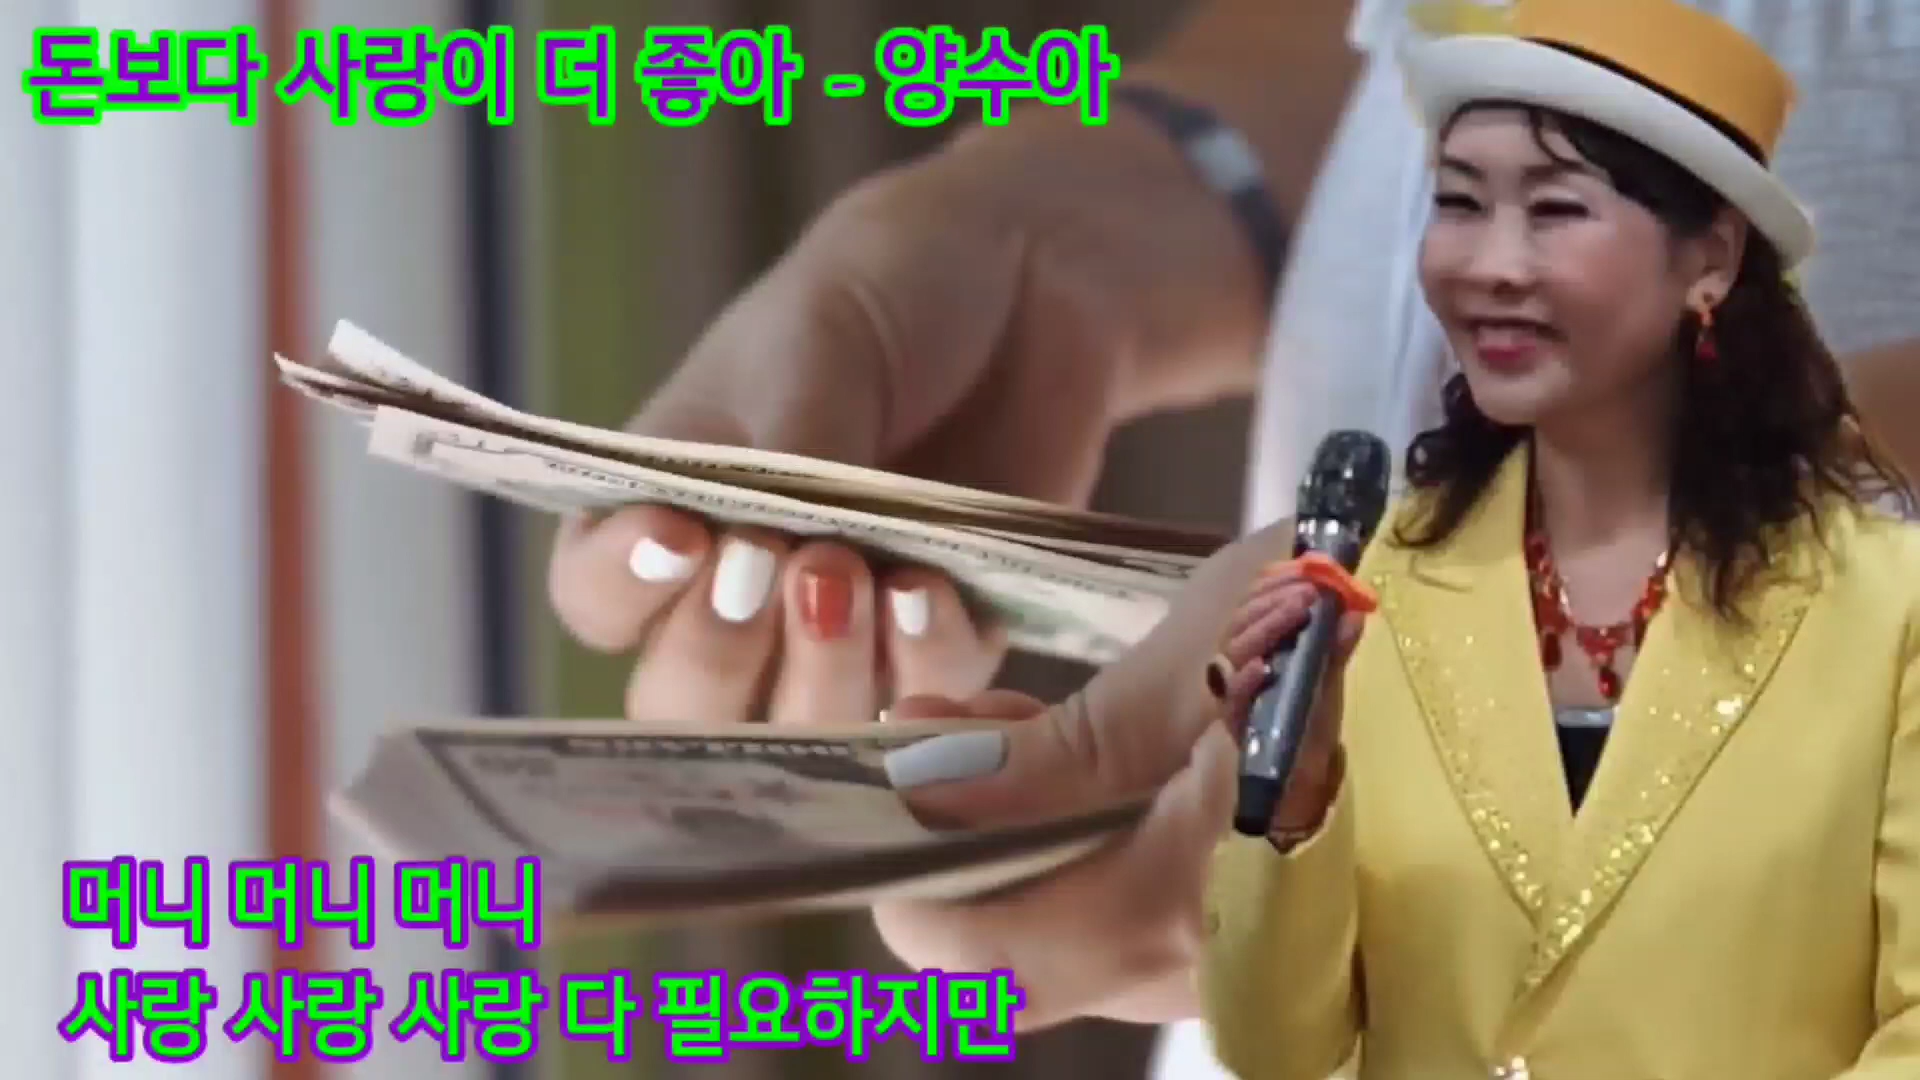 돈보다 사랑이 더 좋아 - 양수아
머니 머니 머니
사랑 사랑 사랑 다 필요하지만